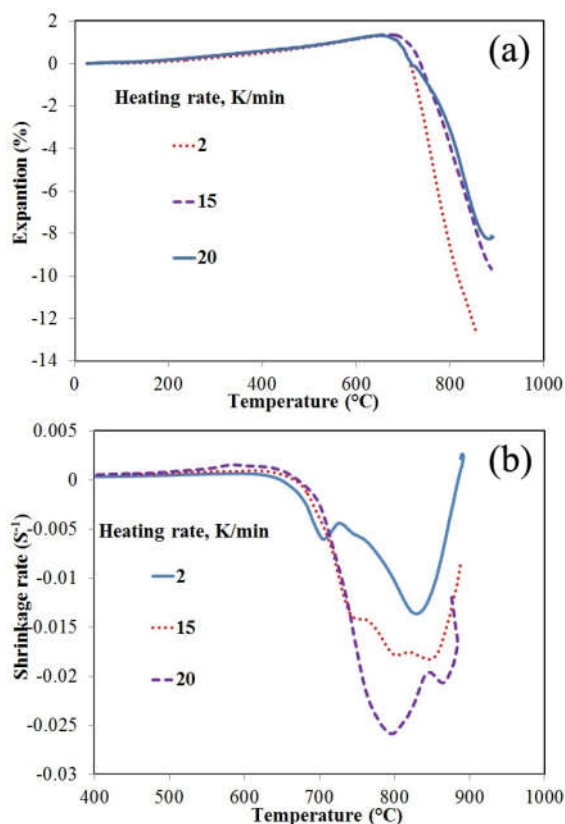 2
(a)
0
Heating rate, K/min
-2
2
-4
15
-6
20
-8
-10
-12
-14
Expantion (%)
0 200 400 600 800 1000
Temperature (°C)
0.005
(b)
0
-0.005
Heating rate, K/min
2
-0.01
15
-0.015
20
-0.02
-0.025
-0.03
Shrinkage rate (S-1)
400 500 600 700 800 900 1000
Temperature (°C)